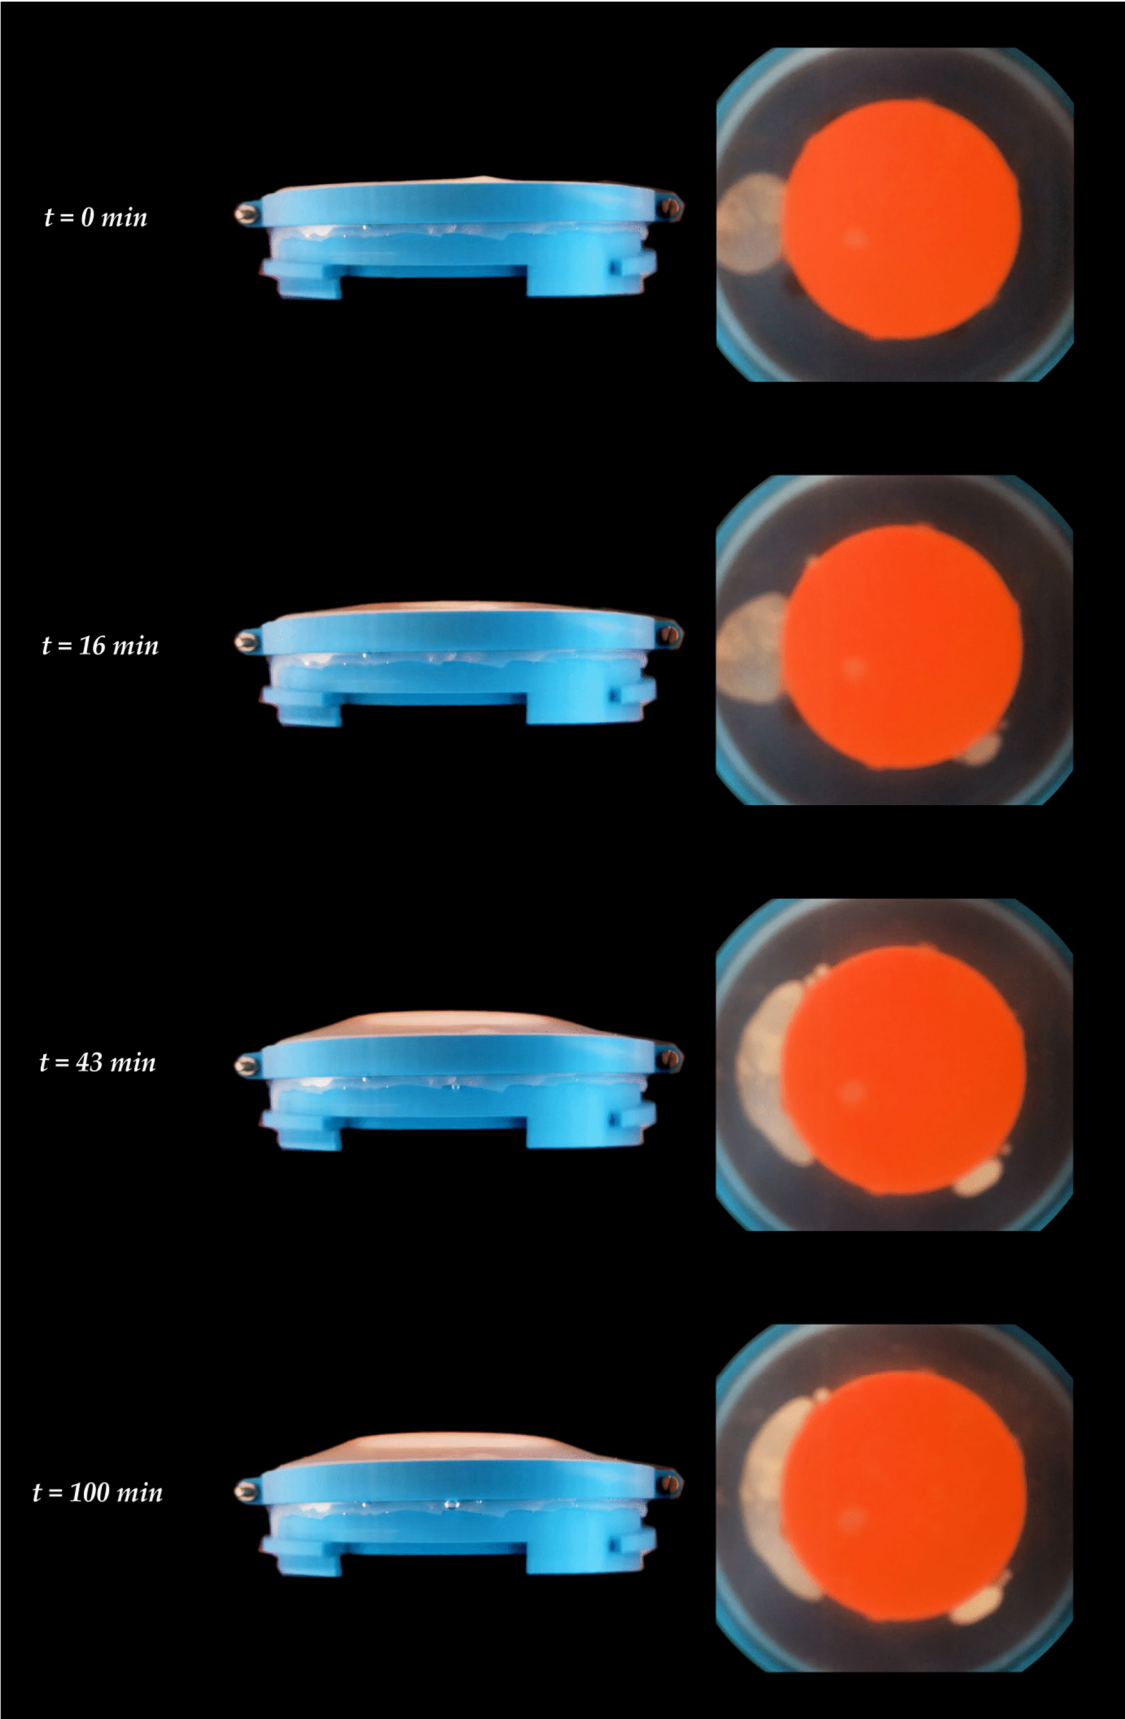 t = 0 min
t = 16 min
t = 43 min
t = 100 min